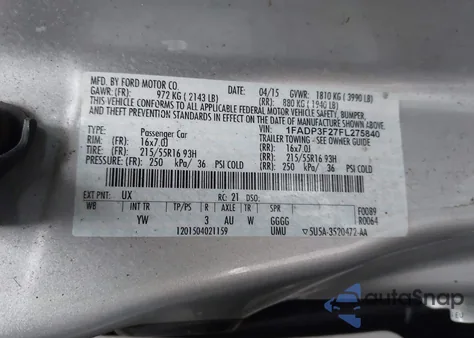 MFD. BY FORD MOTOR CO.
04/15 GVWR: 1810 KG (3990 LB)
GAWR: (FR): 972 KG (2143 LB) (RR): 880 KG (1940 LB)
THIS VEHICLE CONFORMS TO ALL APPLICABLE FEDERAL MOTOR VEHICLE SAFETY, BUMPER,
AND THEFT PREVENTION STANDARDS IN EFFECT ON THE DATE OF MANUFACTURE SHOWN ABOVE.
VIN: 1FADP3F27FL275840
TYPE: Passenger Car TRAILER TOWING - SEE OWNER GUIDE
RIM: (FR): 16x7.0J (RR): 16x7.0J
TIRE: (FR): 215/55R16 93H (RR): 215/55R16 93H
PRESSURE: (FR): 250 kPa/ 36 PSI COLD (RR): 250 kPa/ 36 PSI COLD
EXT PNT: UX RC: 21 DSO:
WB INT TR TP/PS R AXLE TR SPR F0089
YW 3 AU W GGGG R0064
1201504021159 UMU SU5A-3520472-AA
AutoSnap